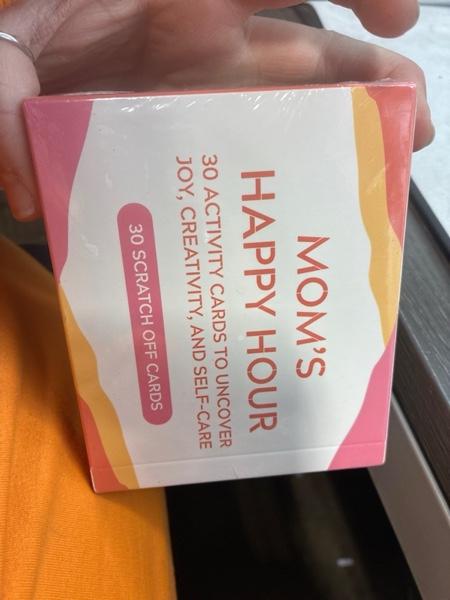 MOM'S
HAPPY HOUR
30 ACTIVITY CARDS TO UNCOVER
JOY, CREATIVITY, AND SELF-CARE
30 SCRATCH OFF CARDS